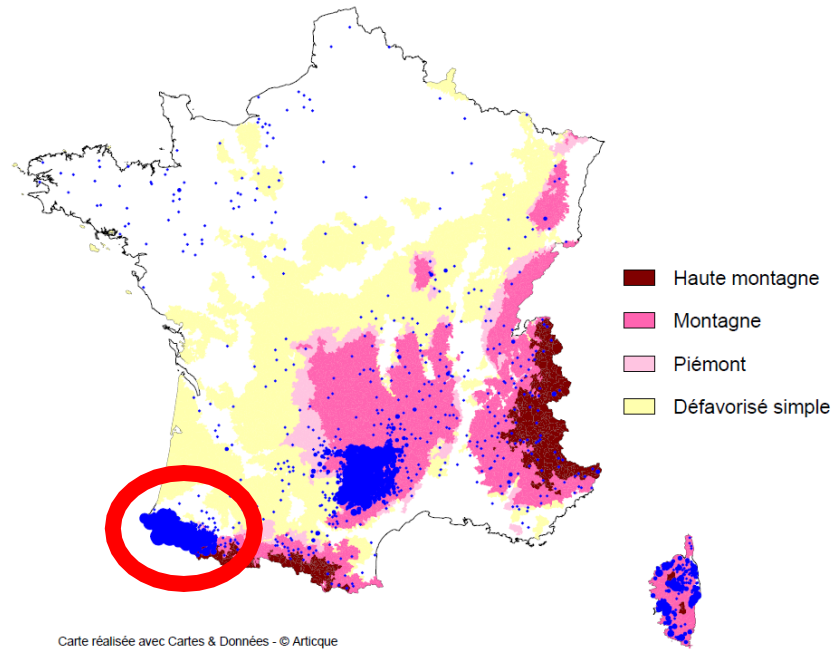 Haute montagne
Montagne
Piémont
Défavorisé simple
Carte réalisée avec Cartes & Données - © Articque